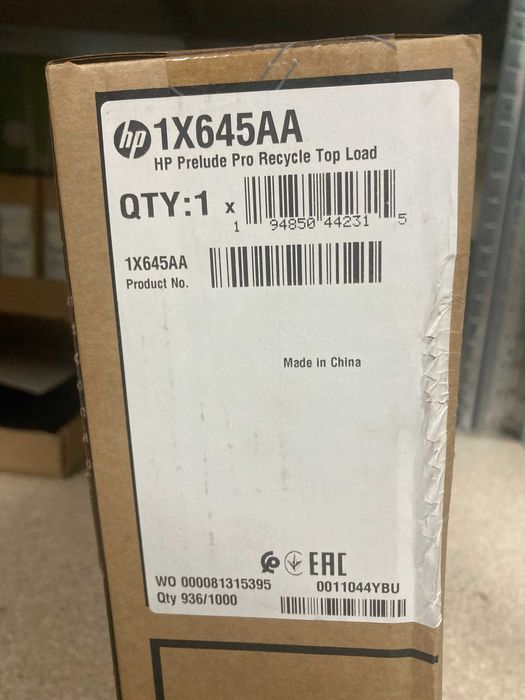 hp 1X645AA
HP Prelude Pro Recycle Top Load
QTY:1 x
1 94850 44231 5
1X645AA
Product No.
Made in China
EAC
WO 000081315395 0011044YBU
Qty 936/1000